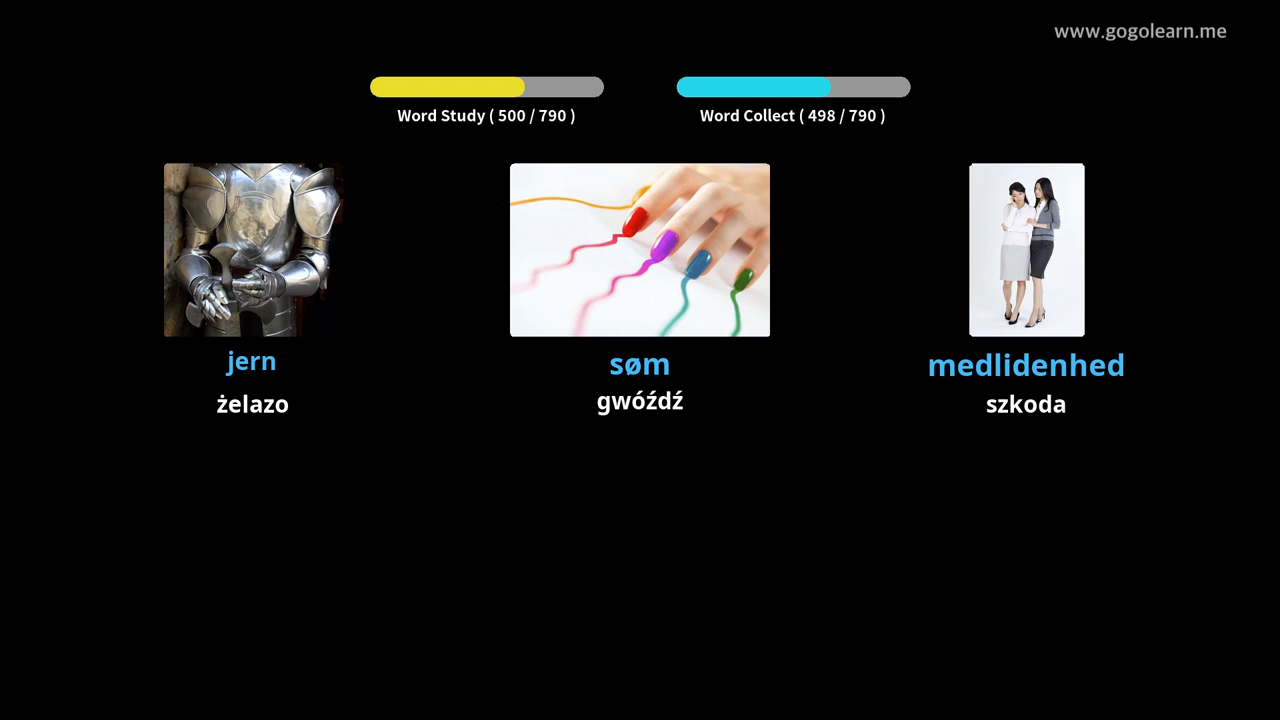 www.gogolearn.me
Word Study ( 500 / 790 )
Word Collect ( 498 / 790 )
jern
søm
medlidenhed
żelazo
gwóźdź
szkoda